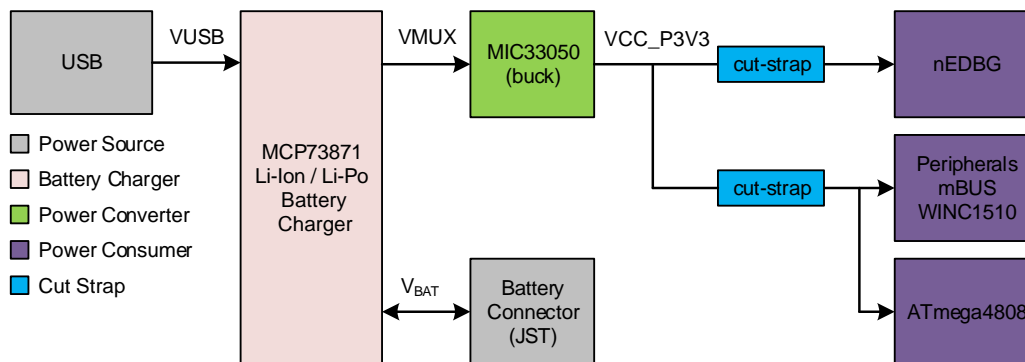 USB
VUSB
VMUX
MIC33050
(buck)
VCC_P3V3
cut-strap
nEDBG
Power Source
Battery Charger
Power Converter
Power Consumer
Cut Strap
MCP73871
Li-Ion / Li-Po
Battery
Charger
cut-strap
Peripherals
mBUS
WINC1510
VBAT
Battery
Connector
(JST)
ATmega4808